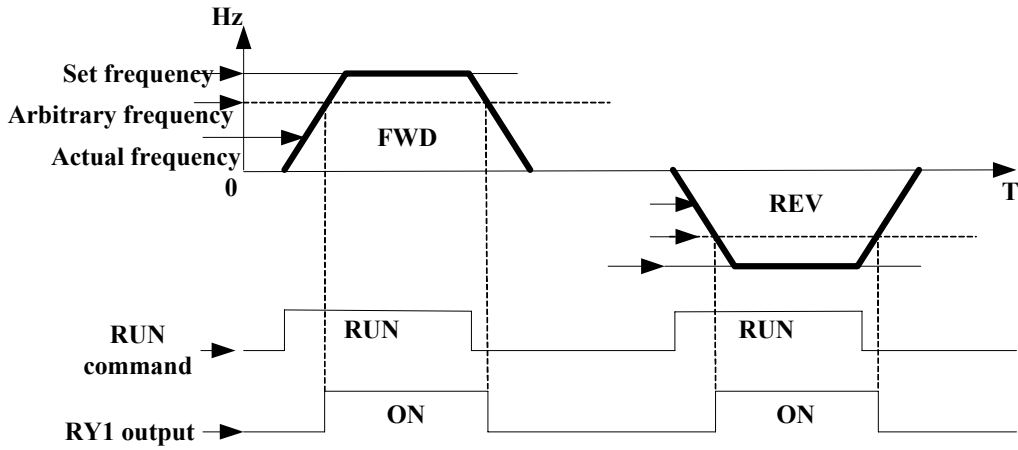 Hz
Set frequency
Arbitrary frequency
FWD
Actual frequency
0
T
REV
RUN
command
RUN
RUN
RY1 output
ON
ON